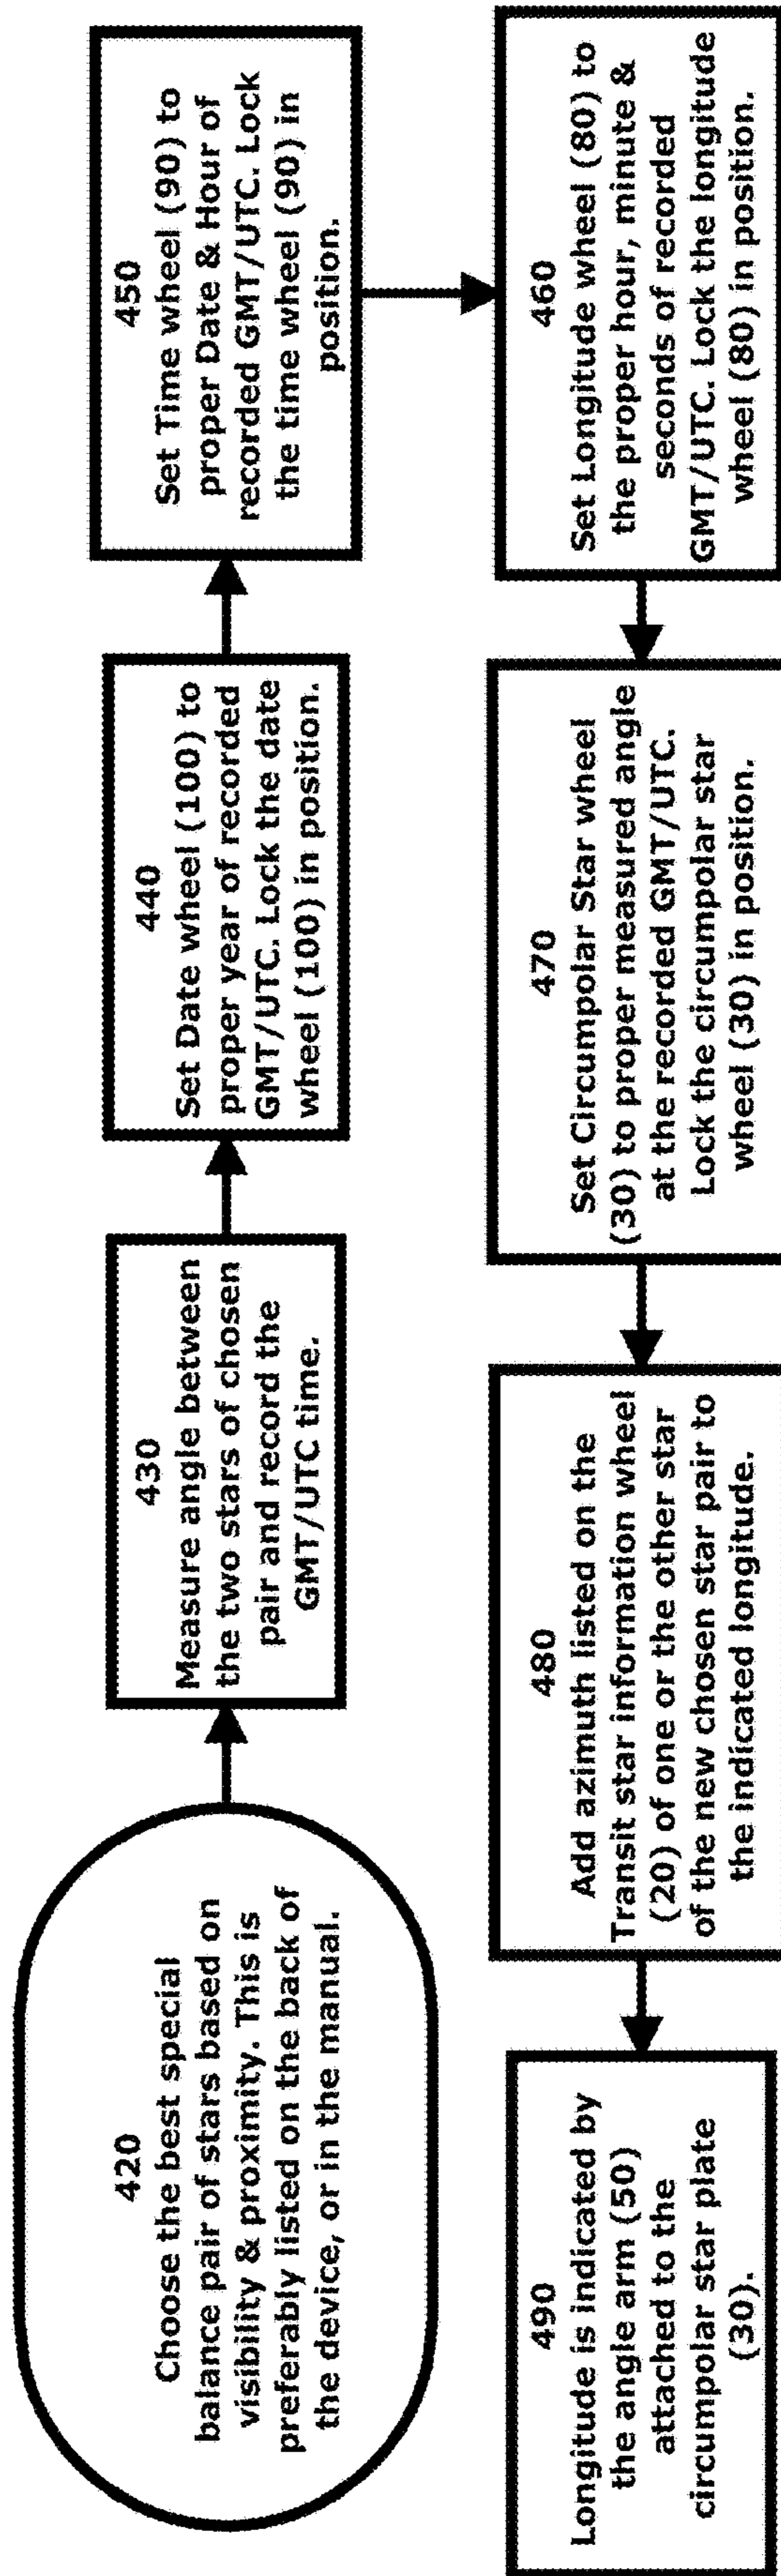 420
Choose the best special
balance pair of stars based on
visibility & proximity. This is
preferably listed on the back of
the device, or in the manual.
430
Measure angle between
the two stars of chosen
pair and record the
GMT/UTC time.
440
Set Date wheel (100) to
proper year of recorded
GMT/UTC. Lock the date
wheel (100) in position.
450
Set Time wheel (90) to
proper Date & Hour of
recorded GMT/UTC. Lock
the time wheel (90) in
position.
460
Set Longitude wheel (80) to
the proper hour, minute &
seconds of recorded
GMT/UTC. Lock the longitude
wheel (80) in position.
470
Set Circumpolar Star wheel
(30) to proper measured angle
at the recorded GMT/UTC.
Lock the circumpolar star
wheel (30) in position.
480
Add azimuth listed on the
Transit star information wheel
(20) of one or the other star
of the new chosen star pair to
the indicated longitude.
490
Longitude is indicated by
the angle arm (50)
attached to the
circumpolar star plate
(30).